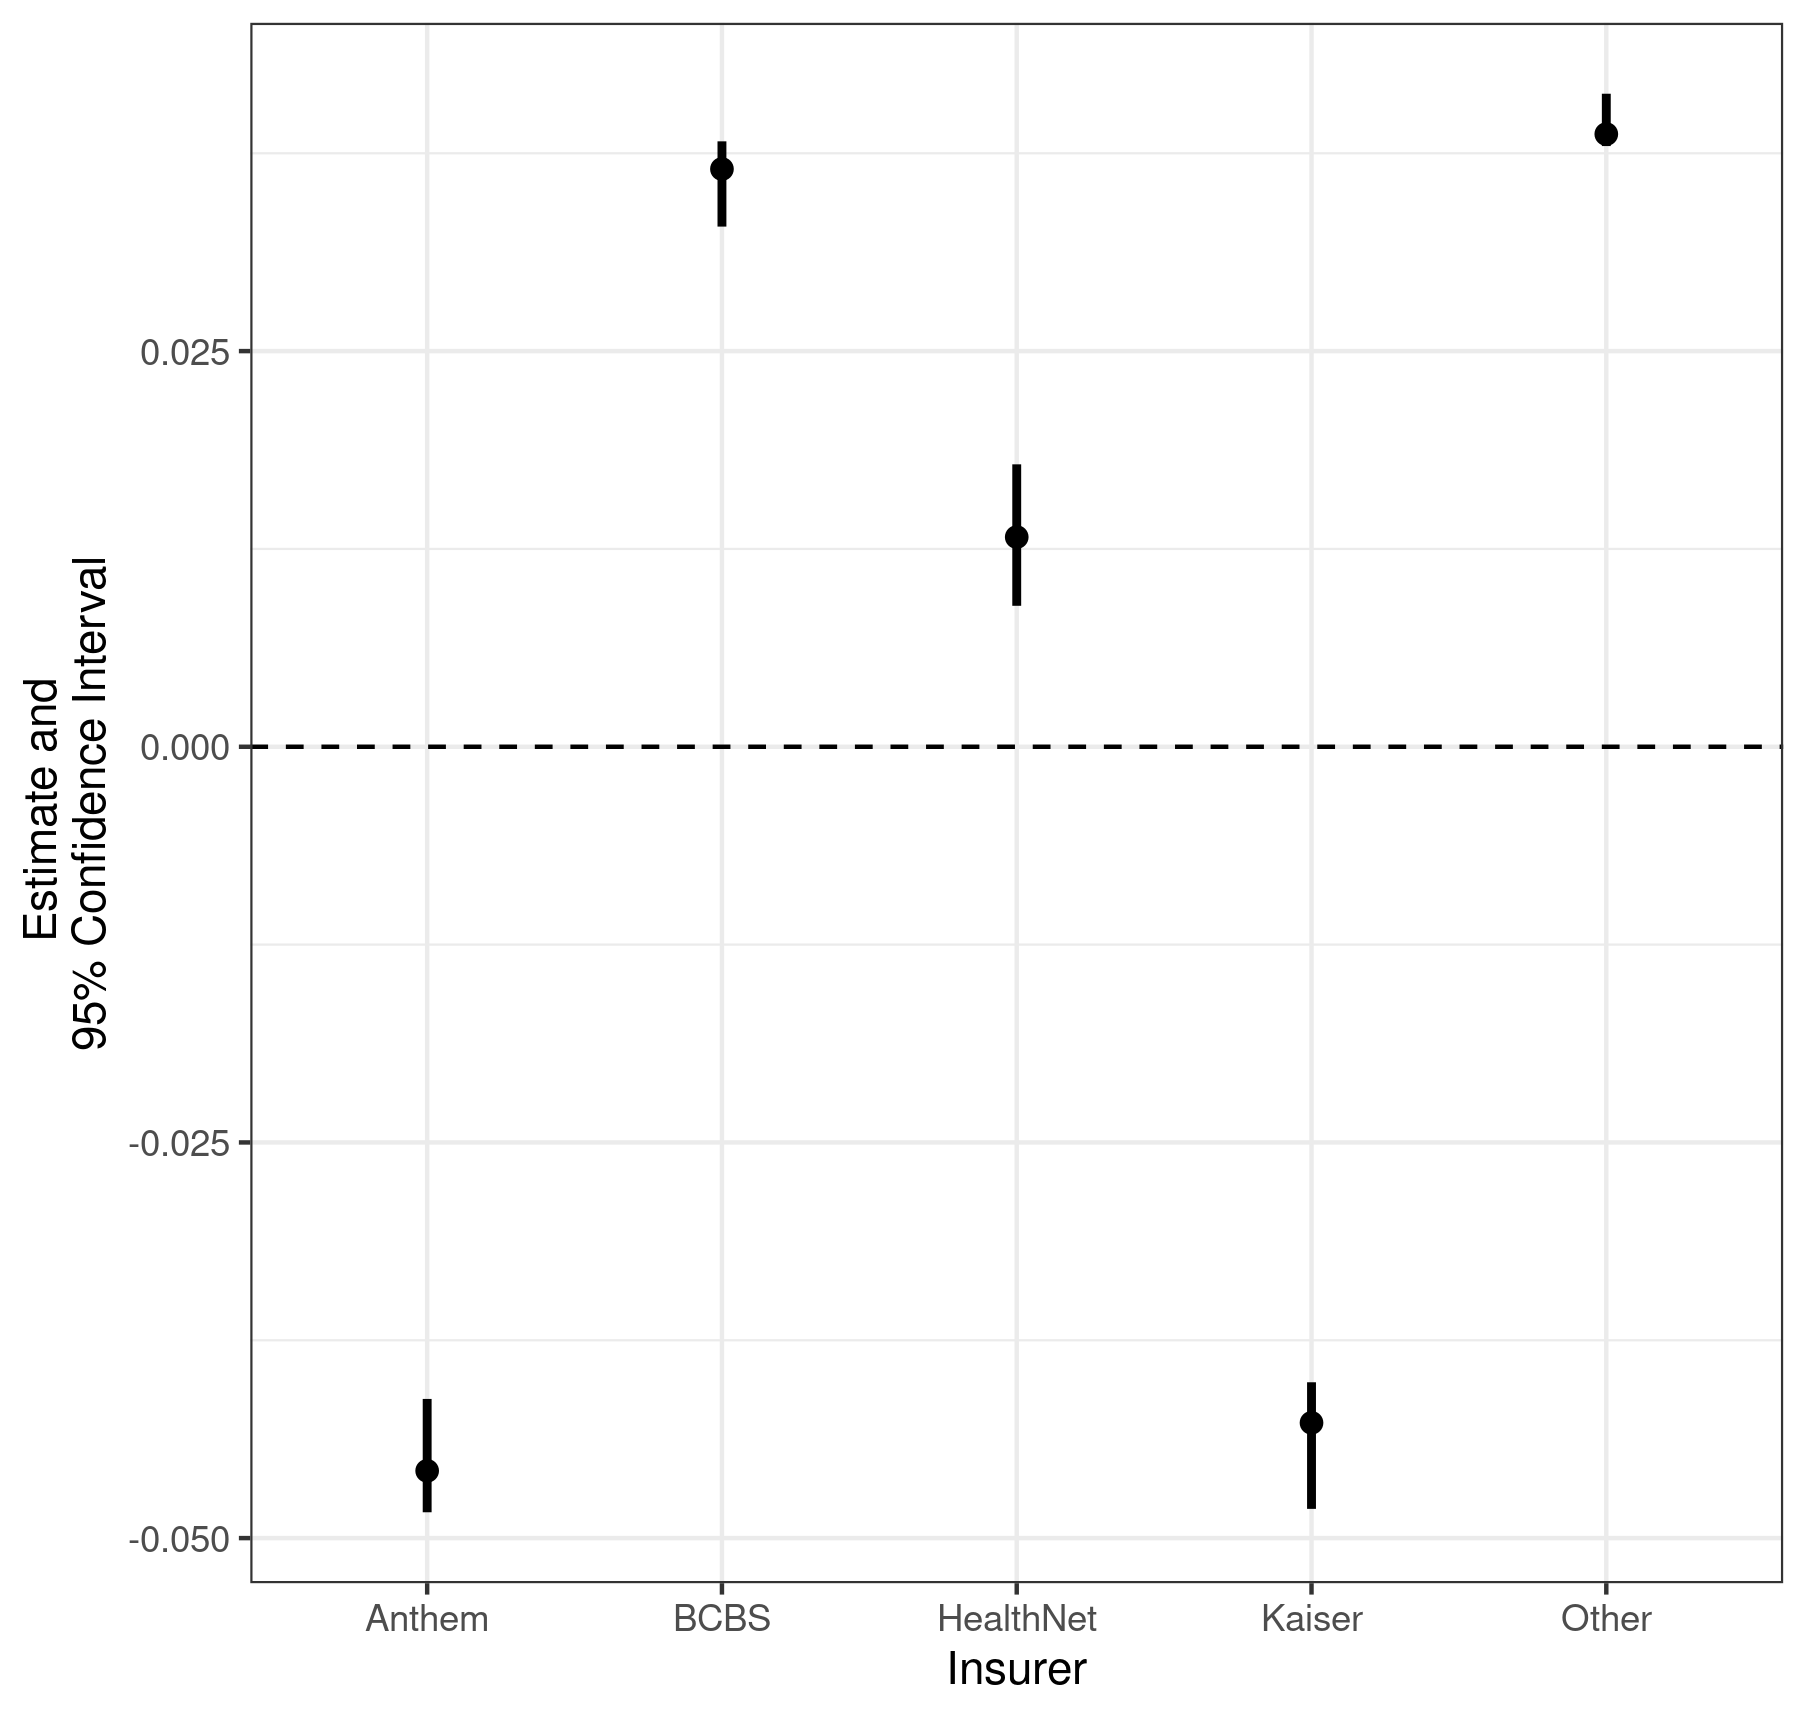 Estimate and
95% Confidence Interval
0.025
0.000
-0.025
-0.050
Anthem BCBS HealthNet Kaiser Other
Insurer